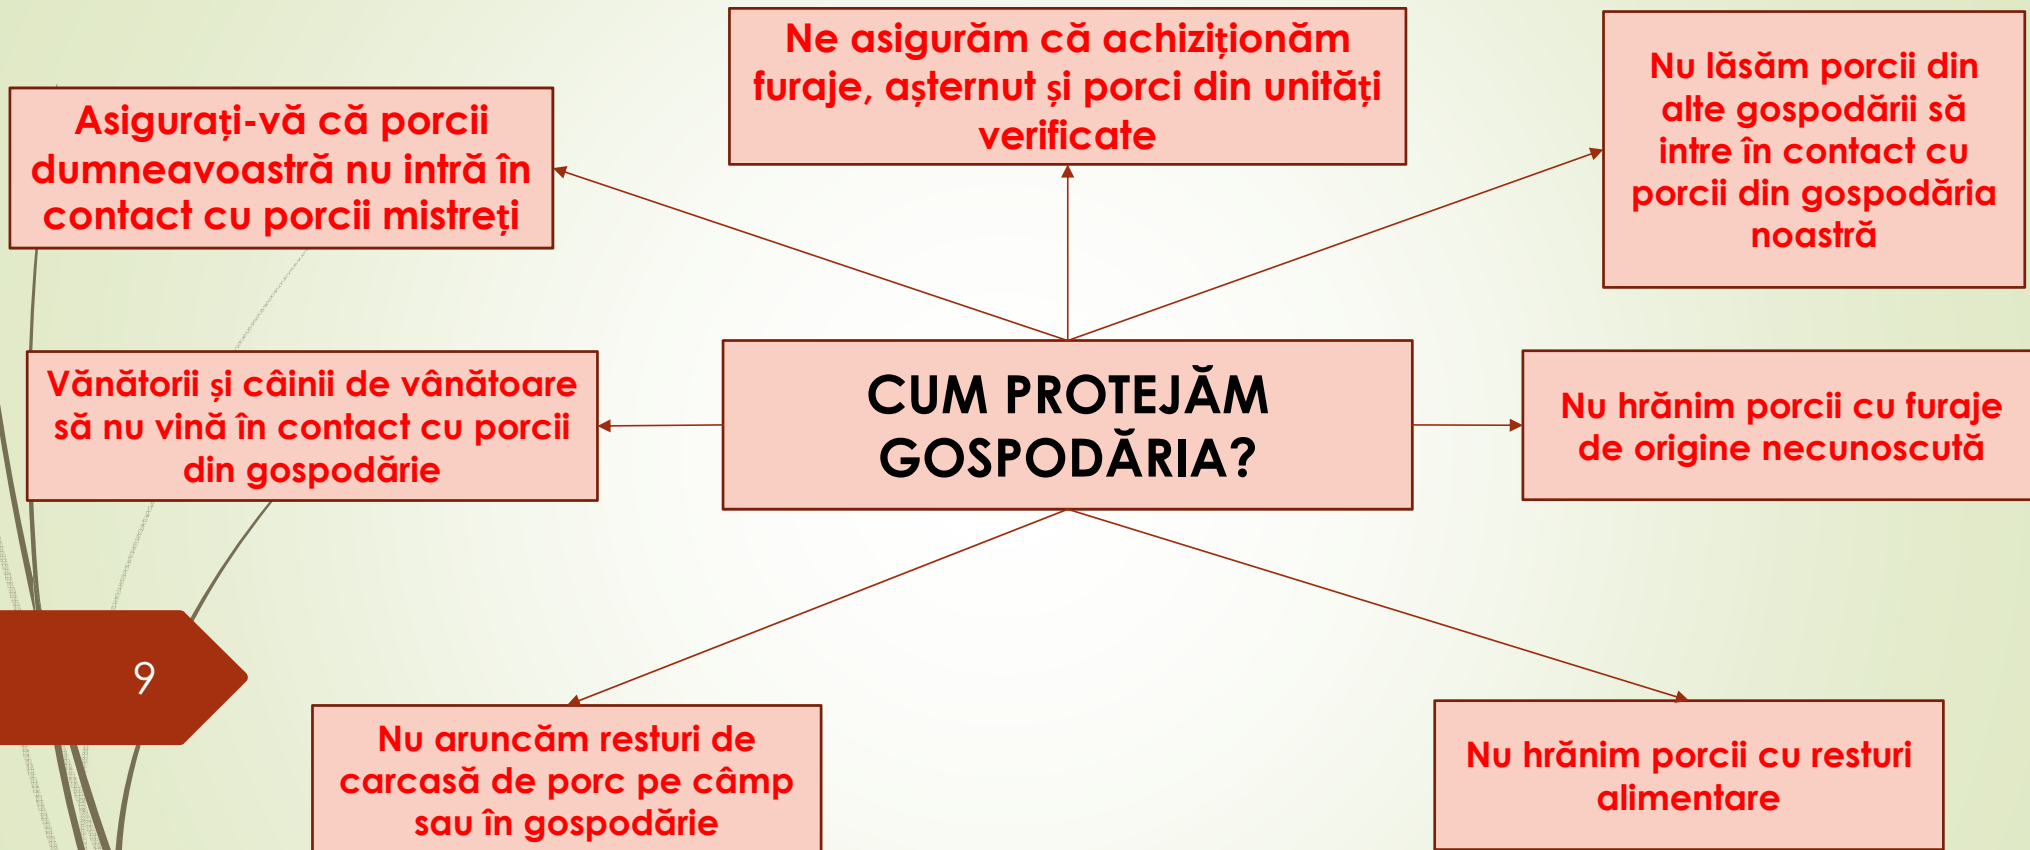 Ne asigurăm că achiziționăm
furaje, așternut și porci din unități
verificate
Asigurați-vă că porcii
dumneavoastră nu intră în
contact cu porcii mistreți
Nu lăsăm porcii din
alte gospodării să
intre în contact cu
porcii din gospodăria
noastră
Vănătorii și câinii de vânătoare
să nu vină în contact cu porcii
din gospodărie
CUM PROTEJĂM
GOSPODĂRIA?
Nu hrănim porcii cu furaje
de origine necunoscută
9
Nu aruncăm resturi de
carcasă de porc pe câmp
sau în gospodărie
Nu hrănim porcii cu resturi
alimentare